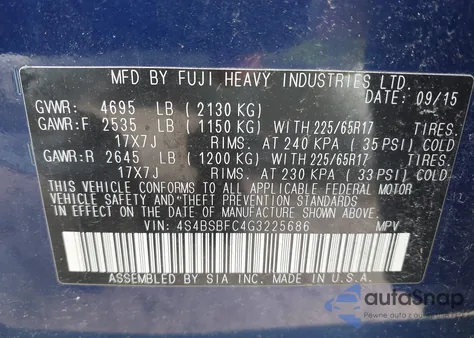 MFD BY FUJI HEAVY INDUSTRIES LTD.
DATE: 09/15
GVWR: 4695 LB (2130 KG)
GAWR:F 2535 LB (1150 KG) WITH 225/65R17 TIRES.
17X7J RIMS. AT 240 KPA (35 PSI) COLD
GAWR:R 2645 LB (1200 KG) WITH 225/65R17 TIRES.
17X7J RIMS. AT 230 KPA (33 PSI) COLD
THIS VEHICLE CONFORMS TO ALL APPLICABLE FEDERAL MOTOR
VEHICLE SAFETY AND THEFT PREVENTION STANDARDS
IN EFFECT ON THE DATE OF MANUFACTURE SHOWN ABOVE.
VIN: 4S4BSBFC4G3225686 MPV
ASSEMBLED BY SIA INC. MADE IN U.S.A.
autoSnap
Pewne auta z